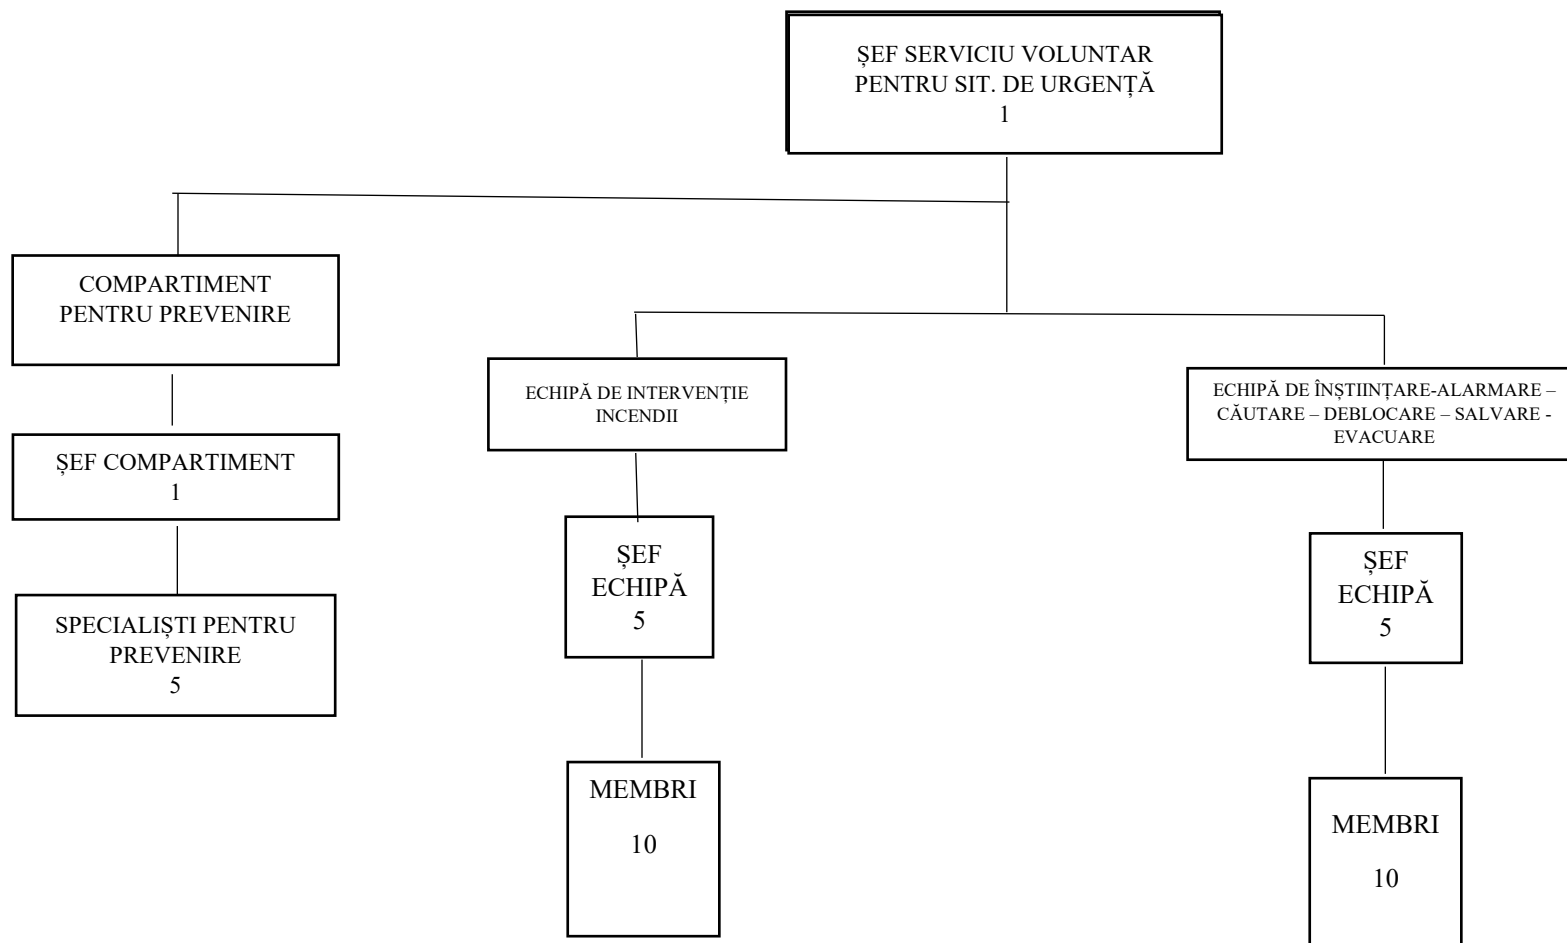 ȘEF SERVICIU VOLUNTAR
PENTRU SIT. DE URGENȚĂ
1
COMPARTIMENT
PENTRU PREVENIRE
ȘEF COMPARTIMENT
1
SPECIALIȘTI PENTRU
PREVENIRE
5
ECHIPĂ DE INTERVENȚIE
INCENDII
ȘEF
ECHIPĂ
5
MEMBRI
10
ECHIPĂ DE ÎNȘTIINȚARE-ALARMARE –
CĂUTARE – DEBLOCARE – SALVARE -
EVACUARE
ȘEF
ECHIPĂ
5
MEMBRI
10